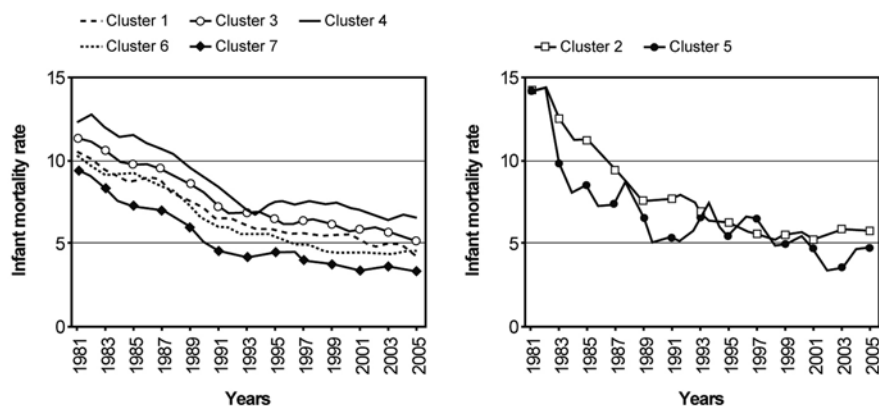 Cluster 1 Cluster 3 Cluster 4
Cluster 6 Cluster 7
Infant mortality rate
15
10
5
0
1981 1983 1985 1987 1989 1991 1993 1995 1997 1999 2001 2003 2005
Years
Cluster 2 Cluster 5
Infant mortality rate
15
10
5
0
1981 1983 1985 1987 1989 1991 1993 1995 1997 1999 2001 2003 2005
Years